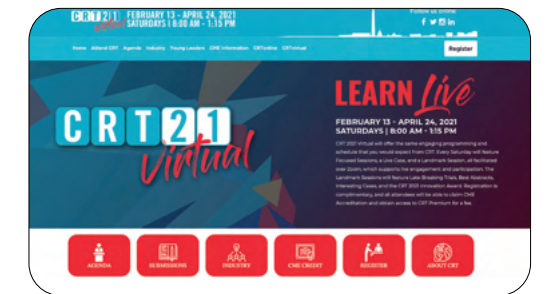 CRT21 Virtual FEBRUARY 13 - APRIL 24, 2021
SATURDAYS | 8:00 AM - 1:15 PM
Follow us online
Home Attend CRT Agenda Industry Young Leaders CME Information CRTonline CRTvirtual
Register
CRT21
Virtual
LEARN live
FEBRUARY 13 - APRIL 24, 2021
SATURDAYS | 8:00 AM - 1:15 PM
CRT 2021 Virtual will offer the same engaging programming and
schedule that you would expect from CRT. Every Saturday will feature
Focused Sessions, a Live Case, and a Landmark Session, all facilitated
over Zoom, which supports live engagement and participation. The
Landmark Sessions will feature Late-Breaking Trials, Best Abstracts,
Interesting Cases, and the CRT 2021 Innovation Award. Registration is
complimentary, and all attendees will be able to claim CME
Accreditation and obtain access to CRT Premium for a fee.
AGENDA
SUBMISSIONS
INDUSTRY
CME CREDIT
REGISTER
ABOUT CRT